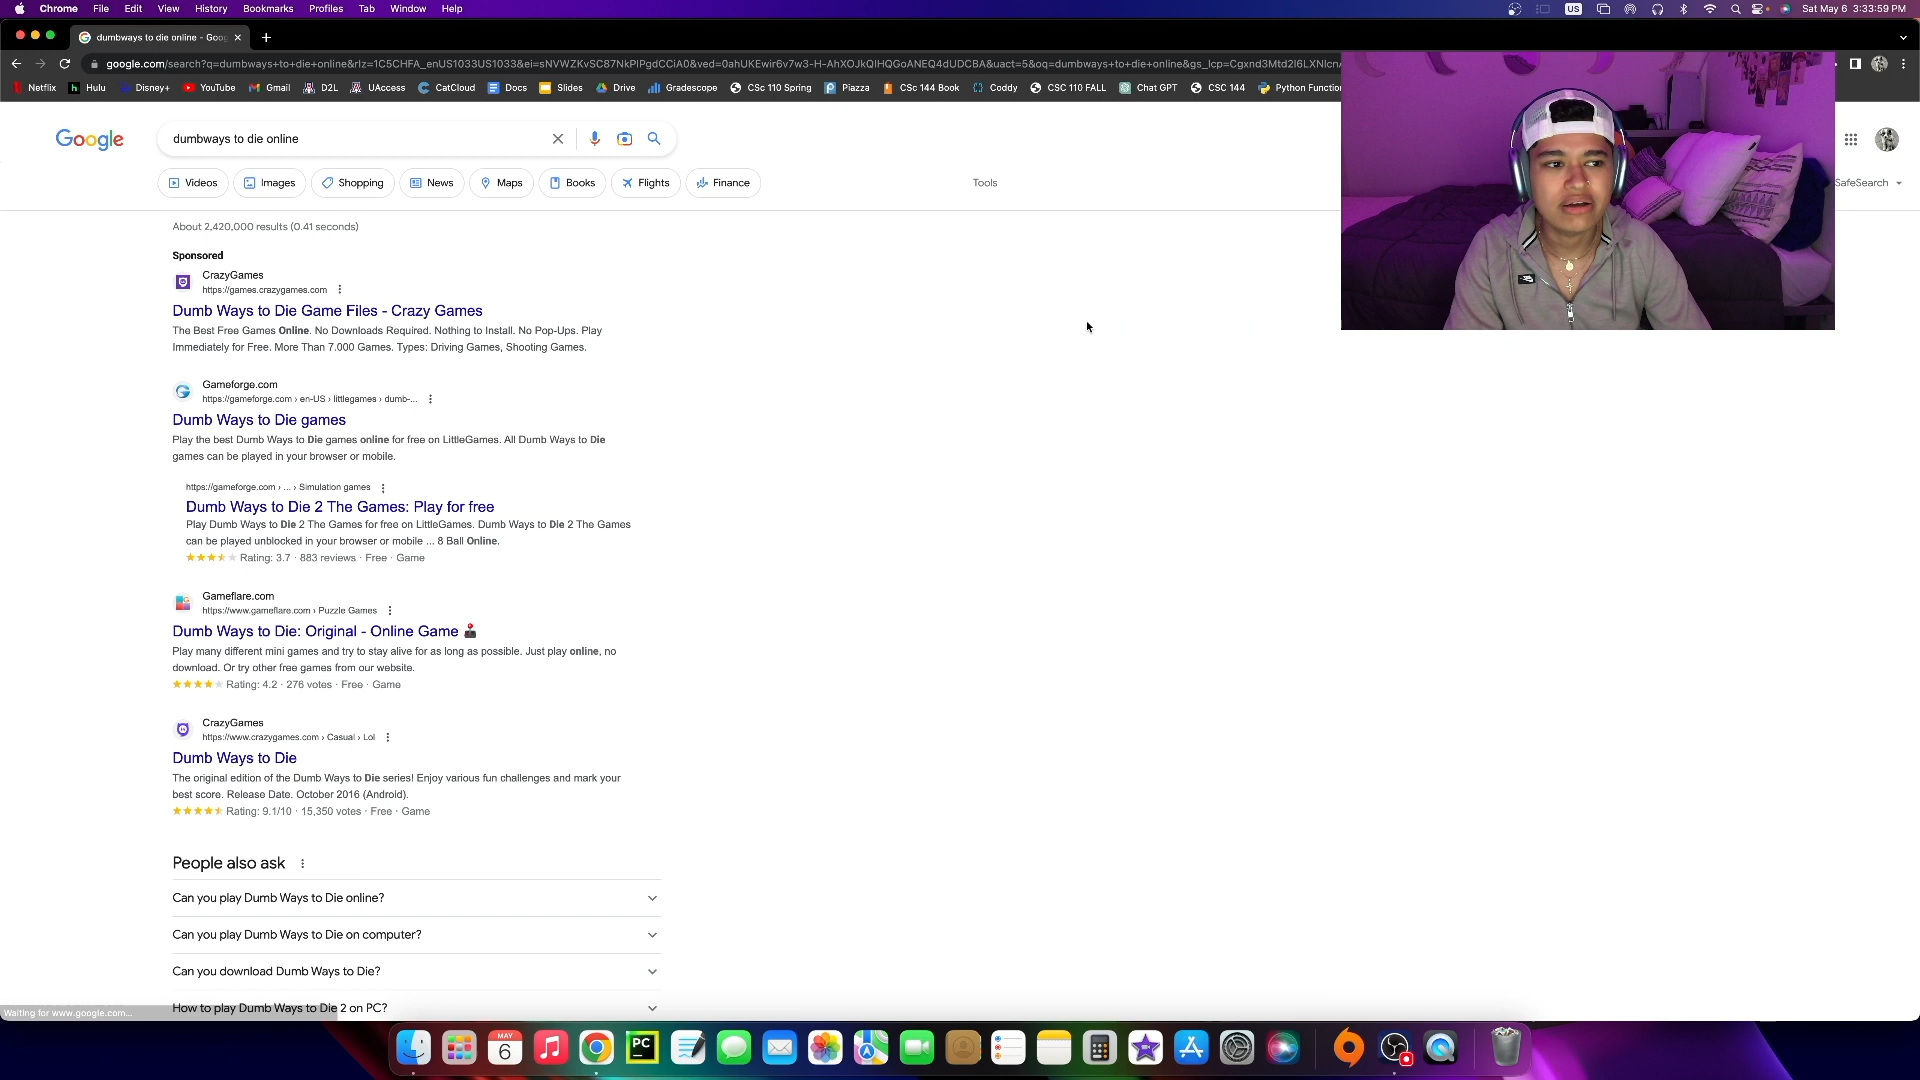 Chrome File Edit View History Bookmarks Profiles Tab Window Help US Sat May 6 3:33:59 PM
dumbways to die online - Goo
google.com/search?q=dumbways+to+die+online&rlz=1C5CHFA_enUS1033US1033&ei=
Netflix Hulu Disney+ YouTube Gmail D2L UAccess CatCloud Docs Slides Drive Gradescope CSc 110 Spring Piazza CSc 144 Book Coddy CSC 110 FALL Chat GPT CSC 144 Python Function
Google dumbways to die online
Videos Images Shopping News Maps Books Flights Finance Tools SafeSearch
About 2,420,000 results (0.41 seconds)
Sponsored
CrazyGames
https://games.crazygames.com
Dumb Ways to Die Game Files - Crazy Games
The Best Free Games Online. No Downloads Required. Nothing to Install. No Pop-Ups. Play
Immediately for Free. More Than 7.000 Games. Types: Driving Games, Shooting Games.
Gameforge.com
https://gameforge.com › en-US › littlegames › dumb-...
Dumb Ways to Die games
Play the best Dumb Ways to Die games online for free on LittleGames. All Dumb Ways to Die
games can be played in your browser or mobile.
https://gameforge.com › ... › Simulation games
Dumb Ways to Die 2 The Games: Play for free
Play Dumb Ways to Die 2 The Games for free on LittleGames. Dumb Ways to Die 2 The Games
can be played unblocked in your browser or mobile ... 8 Ball Online.
Rating: 3.7 · 883 reviews · Free · Game
Gameflare.com
https://www.gameflare.com › Puzzle Games
Dumb Ways to Die: Original - Online Game
Play many different mini games and try to stay alive for as long as possible. Just play online, no
download. Or try other free games from our website.
Rating: 4.2 · 276 votes · Free · Game
CrazyGames
https://www.crazygames.com › Casual › Lol
Dumb Ways to Die
The original edition of the Dumb Ways to Die series! Enjoy various fun challenges and mark your
best score. Release Date. October 2016 (Android).
Rating: 9.1/10 · 15,350 votes · Free · Game
People also ask
Can you play Dumb Ways to Die online?
Can you play Dumb Ways to Die on computer?
Can you download Dumb Ways to Die?
How to play Dumb Ways to Die 2 on PC?
Waiting for www.google.com...
MAY
6
PC